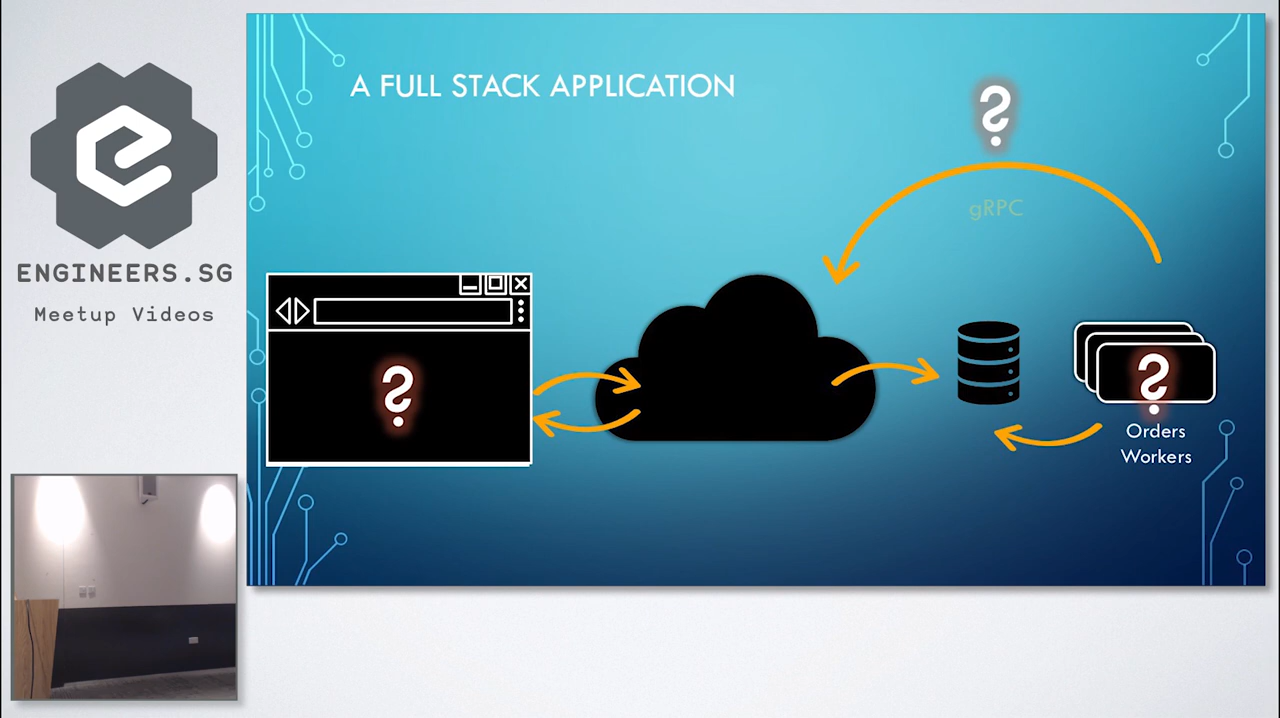 ENGINEERS.SG
Meetup Videos
A FULL STACK APPLICATION
?
gRPC
?
?
Orders
Workers